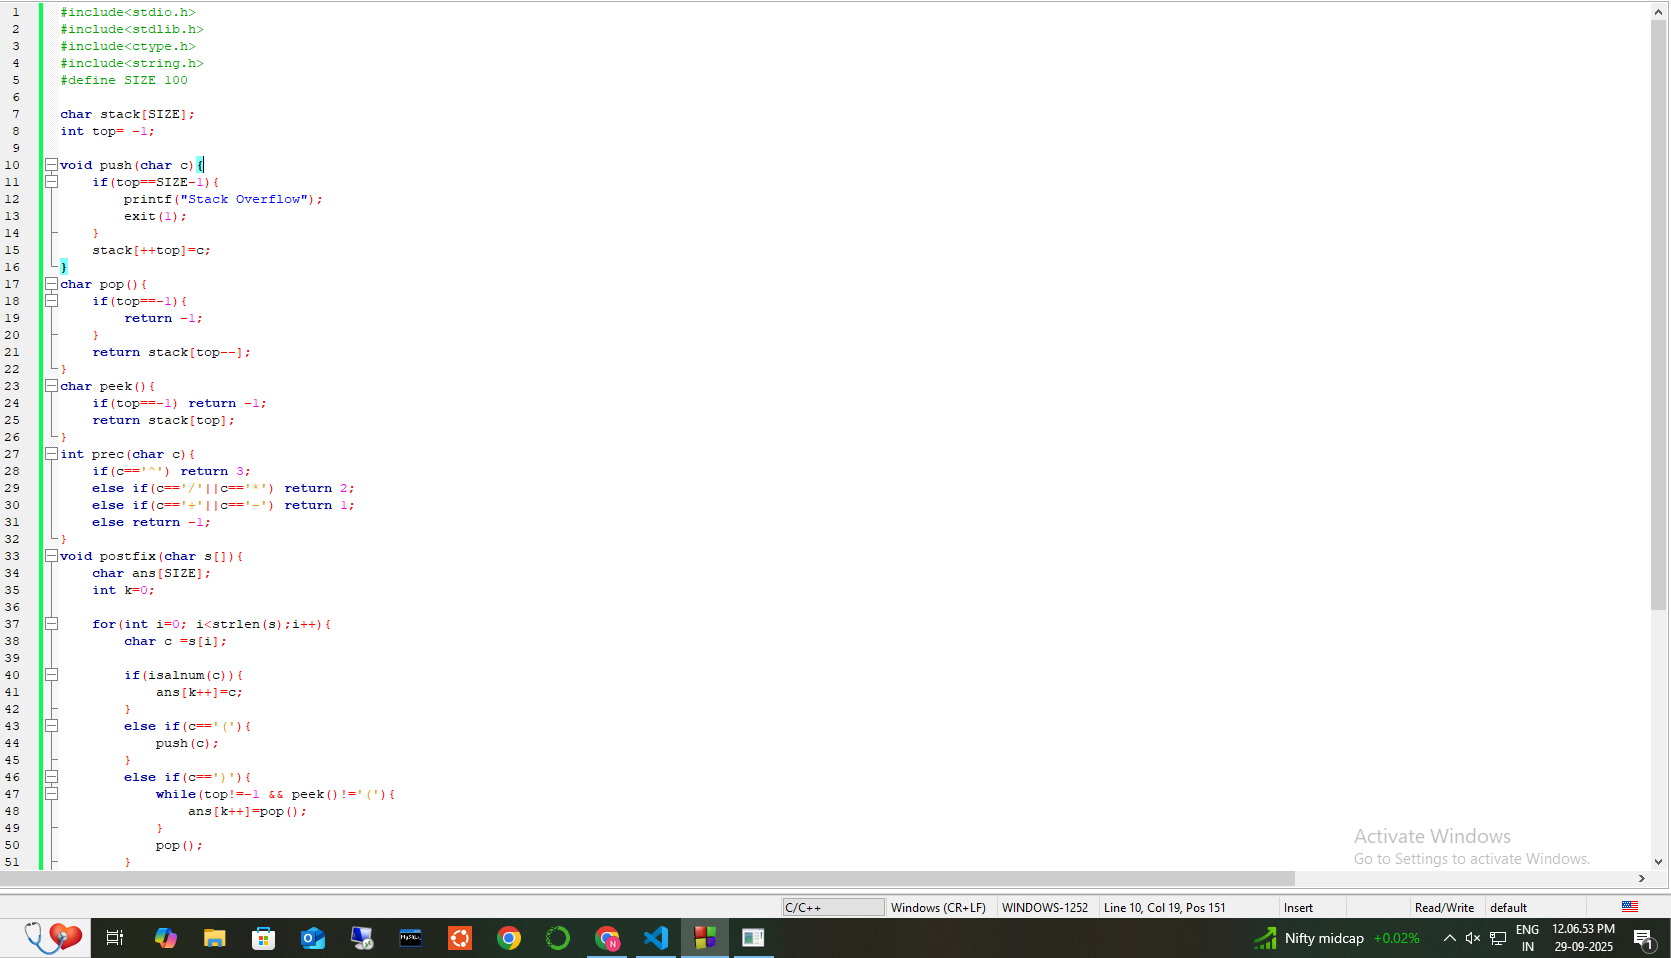 1 #include<stdio.h>
2 #include<stdlib.h>
3 #include<ctype.h>
4 #include<string.h>
5 #define SIZE 100
6
7 char stack[SIZE];
8 int top= -1;
9
10 void push(char c){
11 if(top==SIZE-1){
12 printf("Stack Overflow");
13 exit(1);
14 }
15 stack[++top]=c;
16 }
17 char pop(){
18 if(top==-1){
19 return -1;
20 }
21 return stack[top--];
22 }
23 char peek(){
24 if(top==-1) return -1;
25 return stack[top];
26 }
27 int prec(char c){
28 if(c=='^') return 3;
29 else if(c=='/'||c=='*') return 2;
30 else if(c=='+'||c=='-') return 1;
31 else return -1;
32 }
33 void postfix(char s[]){
34 char ans[SIZE];
35 int k=0;
36
37 for(int i=0; i<strlen(s);i++){
38 char c =s[i];
39
40 if(isalnum(c)){
41 ans[k++]=c;
42 }
43 else if(c=='('){
44 push(c);
45 }
46 else if(c==')'){
47 while(top!=-1 && peek()!='('){
48 ans[k++]=pop();
49 }
50 pop();
51 }
Activate Windows
Go to Settings to activate Windows.
C/C++ Windows (CR+LF) WINDOWS-1252 Line 10, Col 19, Pos 151 Insert Read/Write default
MySQL N Nifty midcap +0.02% ENG IN 12.06.53 PM 29-09-2025 1